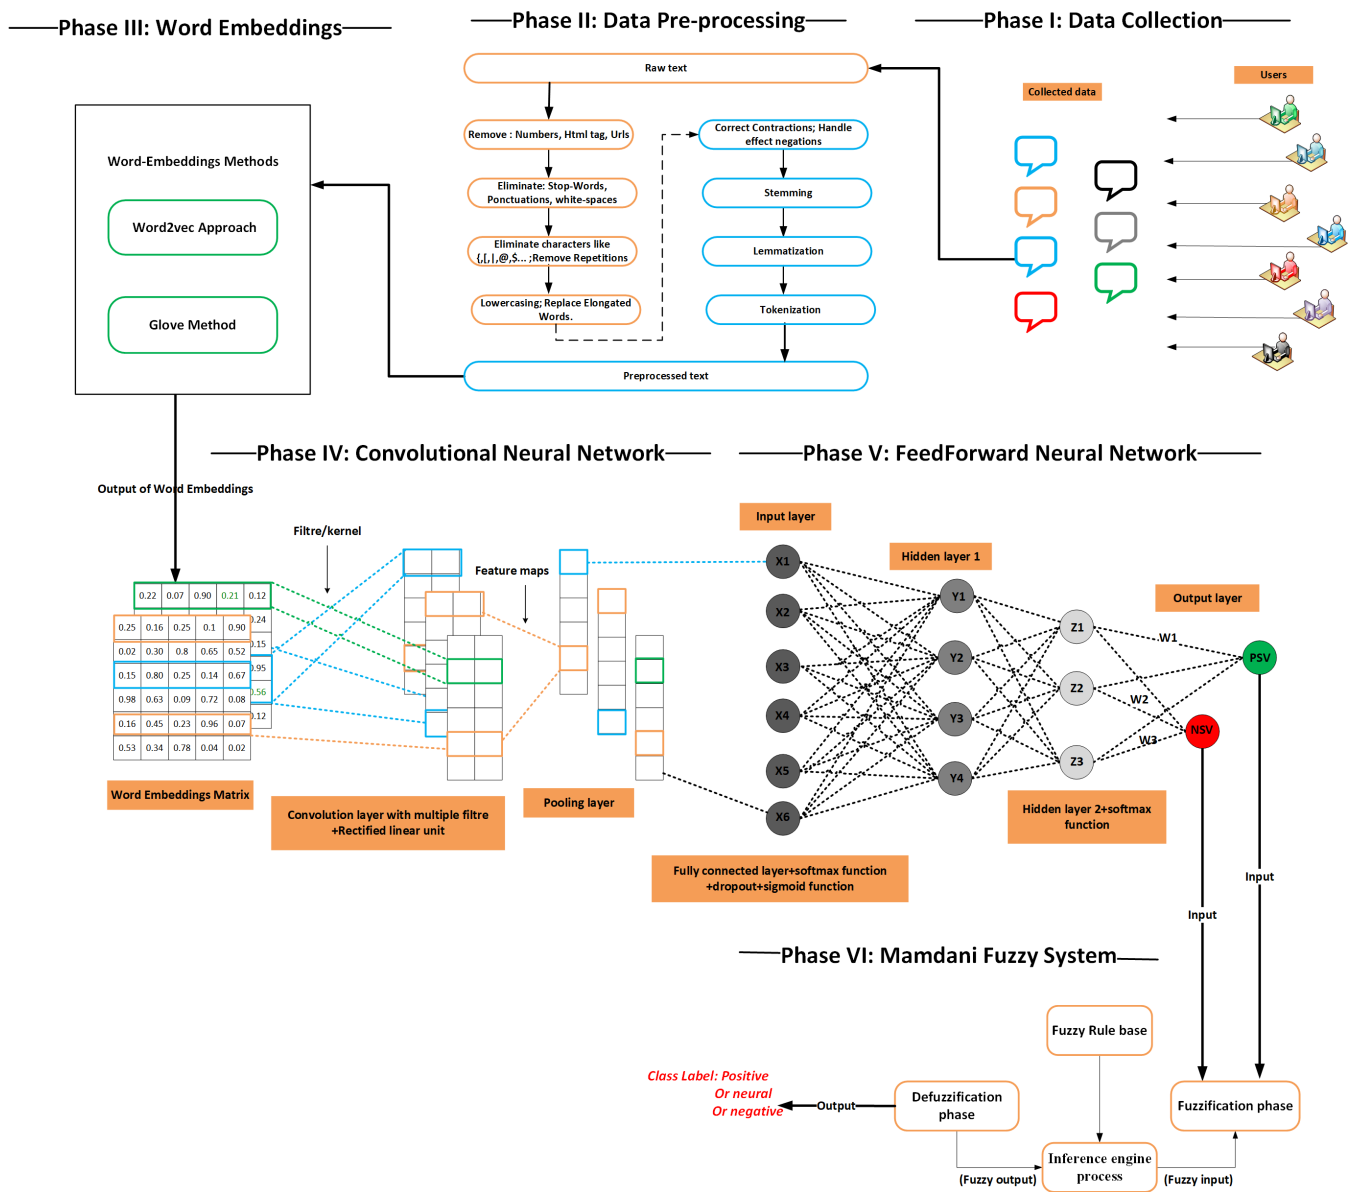 Phase III: Word Embeddings
Phase II: Data Pre-processing
Phase I: Data Collection
Raw text
Remove : Numbers, Html tag, Urls
Eliminate: Stop-Words,
Ponctuations, white-spaces
Eliminate characters like
{,[,|,@,$... ;Remove Repetitions
Lowercasing; Replace Elongated
Words.
Correct Contractions; Handle
effect negations
Stemming
Lemmatization
Tokenization
Preprocessed text
Collected data
Users
Word-Embeddings Methods
Word2vec Approach
Glove Method
Phase IV: Convolutional Neural Network
Phase V: FeedForward Neural Network
Output of Word Embeddings
Filtre/kernel
Feature maps
0.22 0.07 0.90 0.21 0.12
0.24
0.15
0.95
0.56
0.12
0.25 0.16 0.25 0.1 0.90
0.02 0.30 0.8 0.65 0.52
0.15 0.80 0.25 0.14 0.67
0.98 0.63 0.09 0.72 0.08
0.16 0.45 0.23 0.96 0.07
0.53 0.34 0.78 0.04 0.02
Word Embeddings Matrix
Convolution layer with multiple filtre
+Rectified linear unit
Pooling layer
Input layer
X1
X2
X3
X4
X5
X6
Fully connected layer+softmax function
+dropout+sigmoid function
Hidden layer 1
Y1
Y2
Y3
Y4
Z1
Z2
Z3
Hidden layer 2+softmax
function
Output layer
W1
W2
W3
PSV
NSV
Input
Input
Phase VI: Mamdani Fuzzy System
Fuzzy Rule base
Class Label: Positive
Or neural
Or negative
Output
Defuzzification
phase
Fuzzification phase
Inference engine
process
(Fuzzy output)
(Fuzzy input)